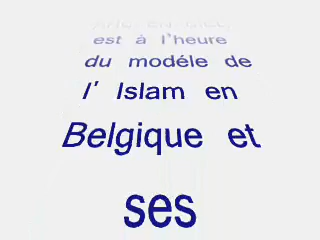 est à l'heure
du modéle de
l' Islam en
Belgique et
ses